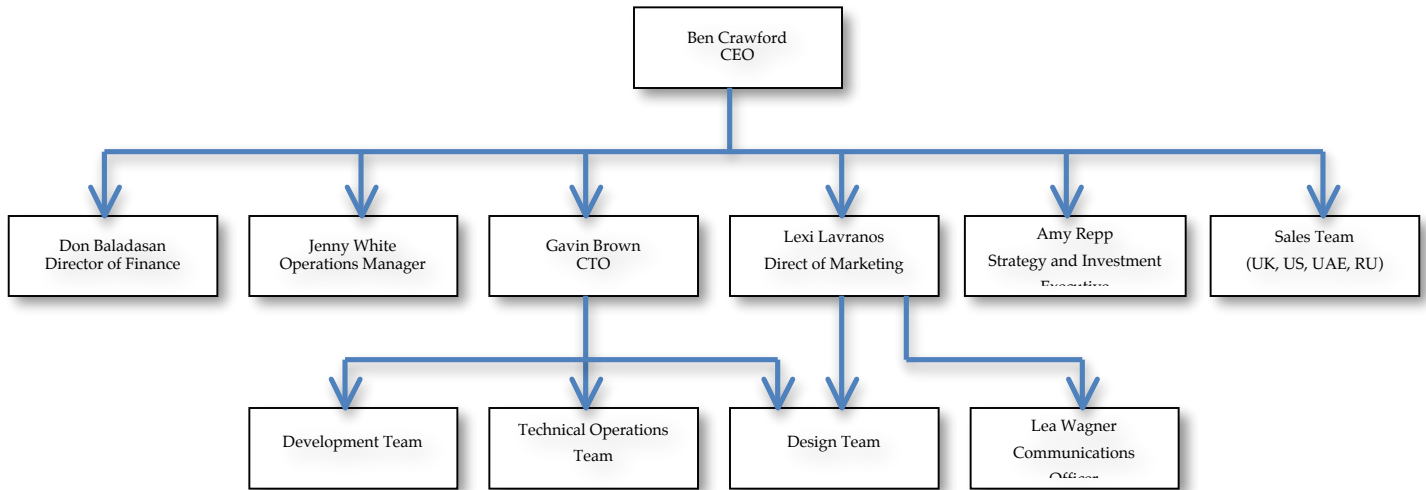 Ben Crawford
CEO
Don Baladasan
Director of Finance
Jenny White
Operations Manager
Gavin Brown
CTO
Lexi Lavranos
Direct of Marketing
Amy Repp
Strategy and Investment
Executive
Sales Team
(UK, US, UAE, RU)
Development Team
Technical Operations
Team
Design Team
Lea Wagner
Communications
Officer